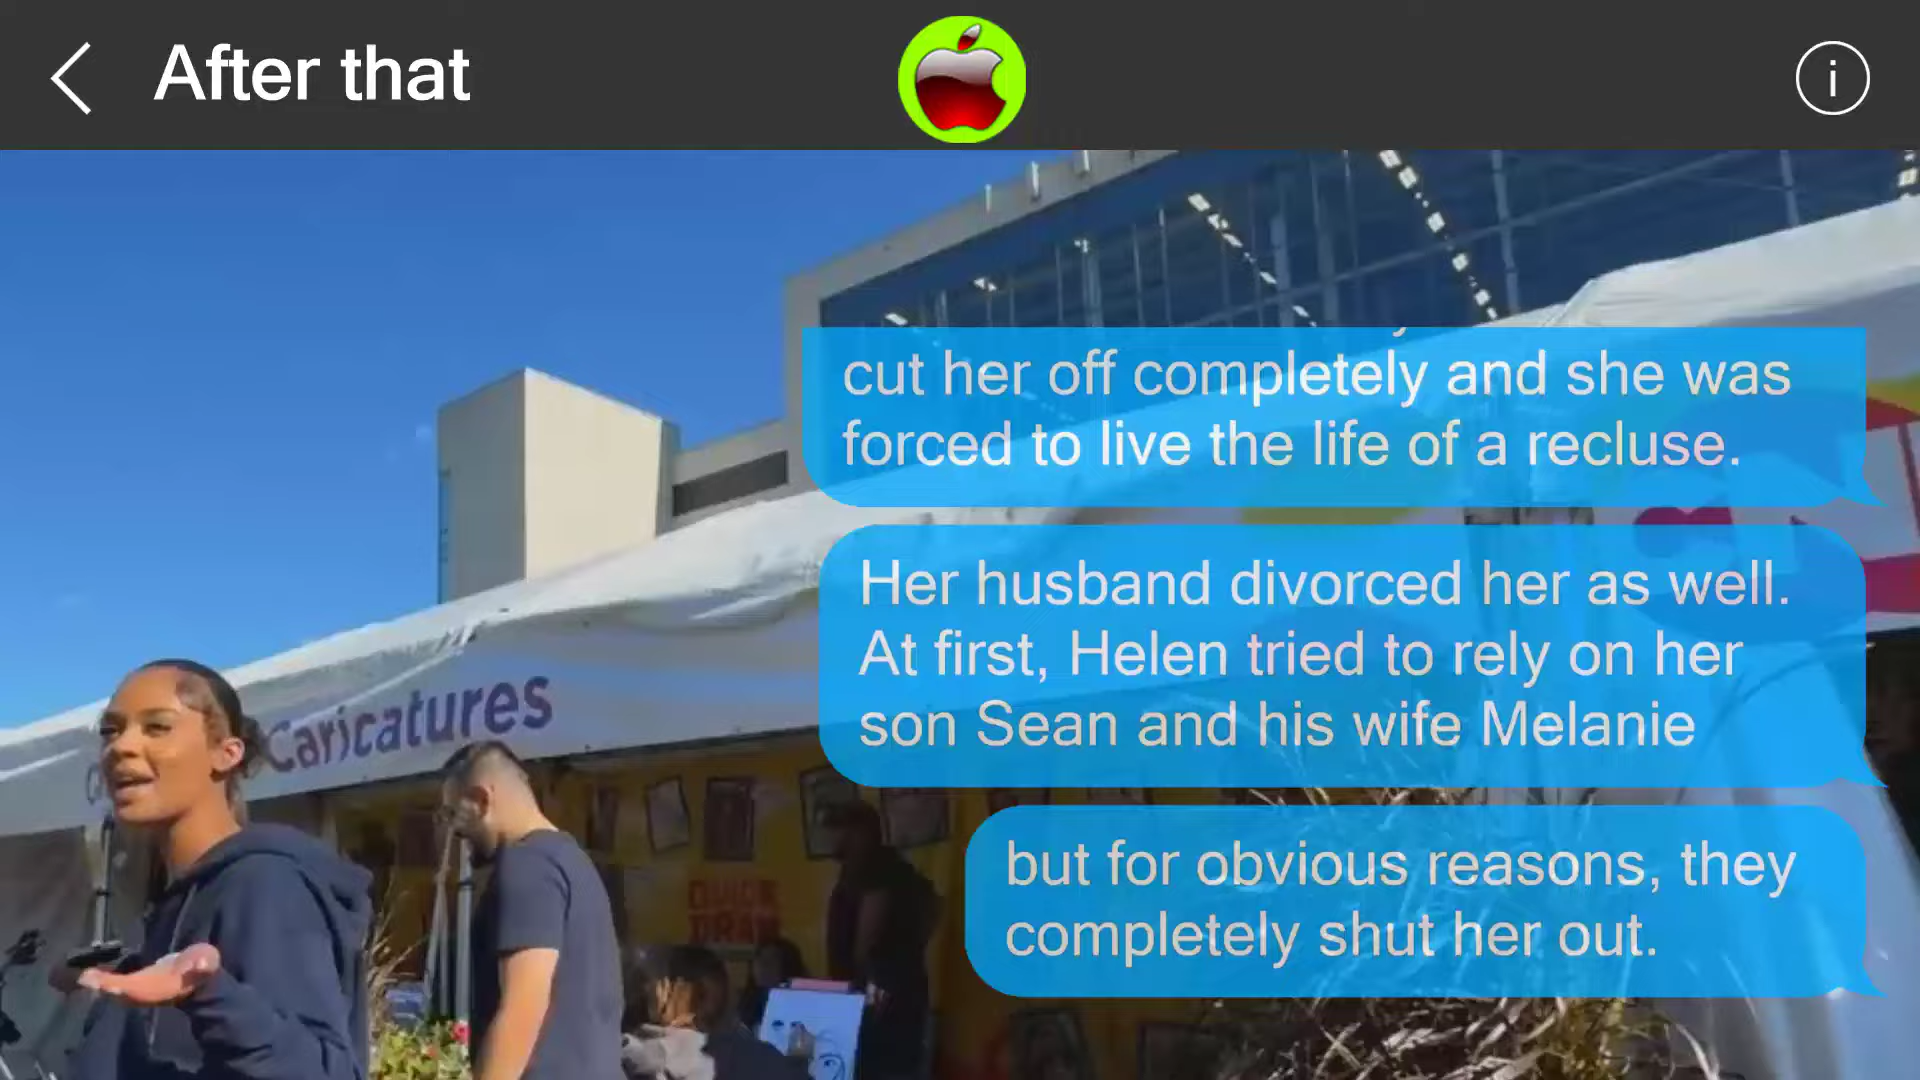 After that
cut her off completely and she was
forced to live the life of a recluse.
Her husband divorced her as well.
At first, Helen tried to rely on her
son Sean and his wife Melanie
but for obvious reasons, they
completely shut her out.
Caricatures
QUICK
DRAW